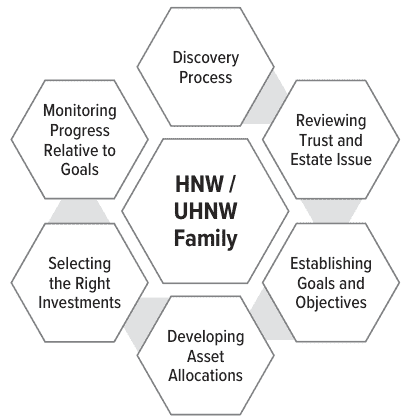 Discovery
Process
Reviewing
Trust and
Estate Issue
Establishing
Goals and
Objectives
Developing
Asset
Allocations
Selecting
the Right
Investments
Monitoring
Progress
Relative to
Goals
HNW /
UHNW
Family